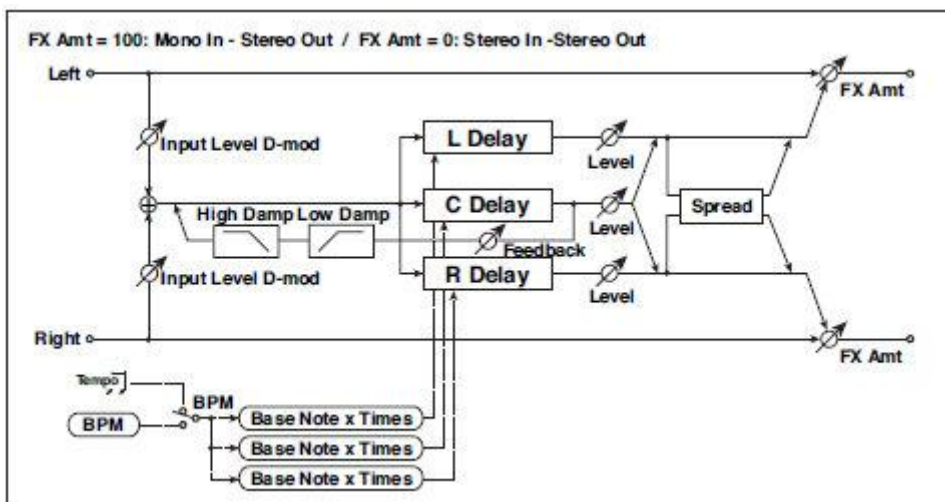 FX Amt = 100: Mono In - Stereo Out / FX Amt = 0: Stereo In -Stereo Out
Left
FX Amt
Input Level D-mod
L Delay
Level
High Damp
Low Damp
C Delay
Level
Spread
Feedback
Input Level D-mod
R Delay
Level
Right
FX Amt
Tempo
BPM
BPM
Base Note x Times
Base Note x Times
Base Note x Times